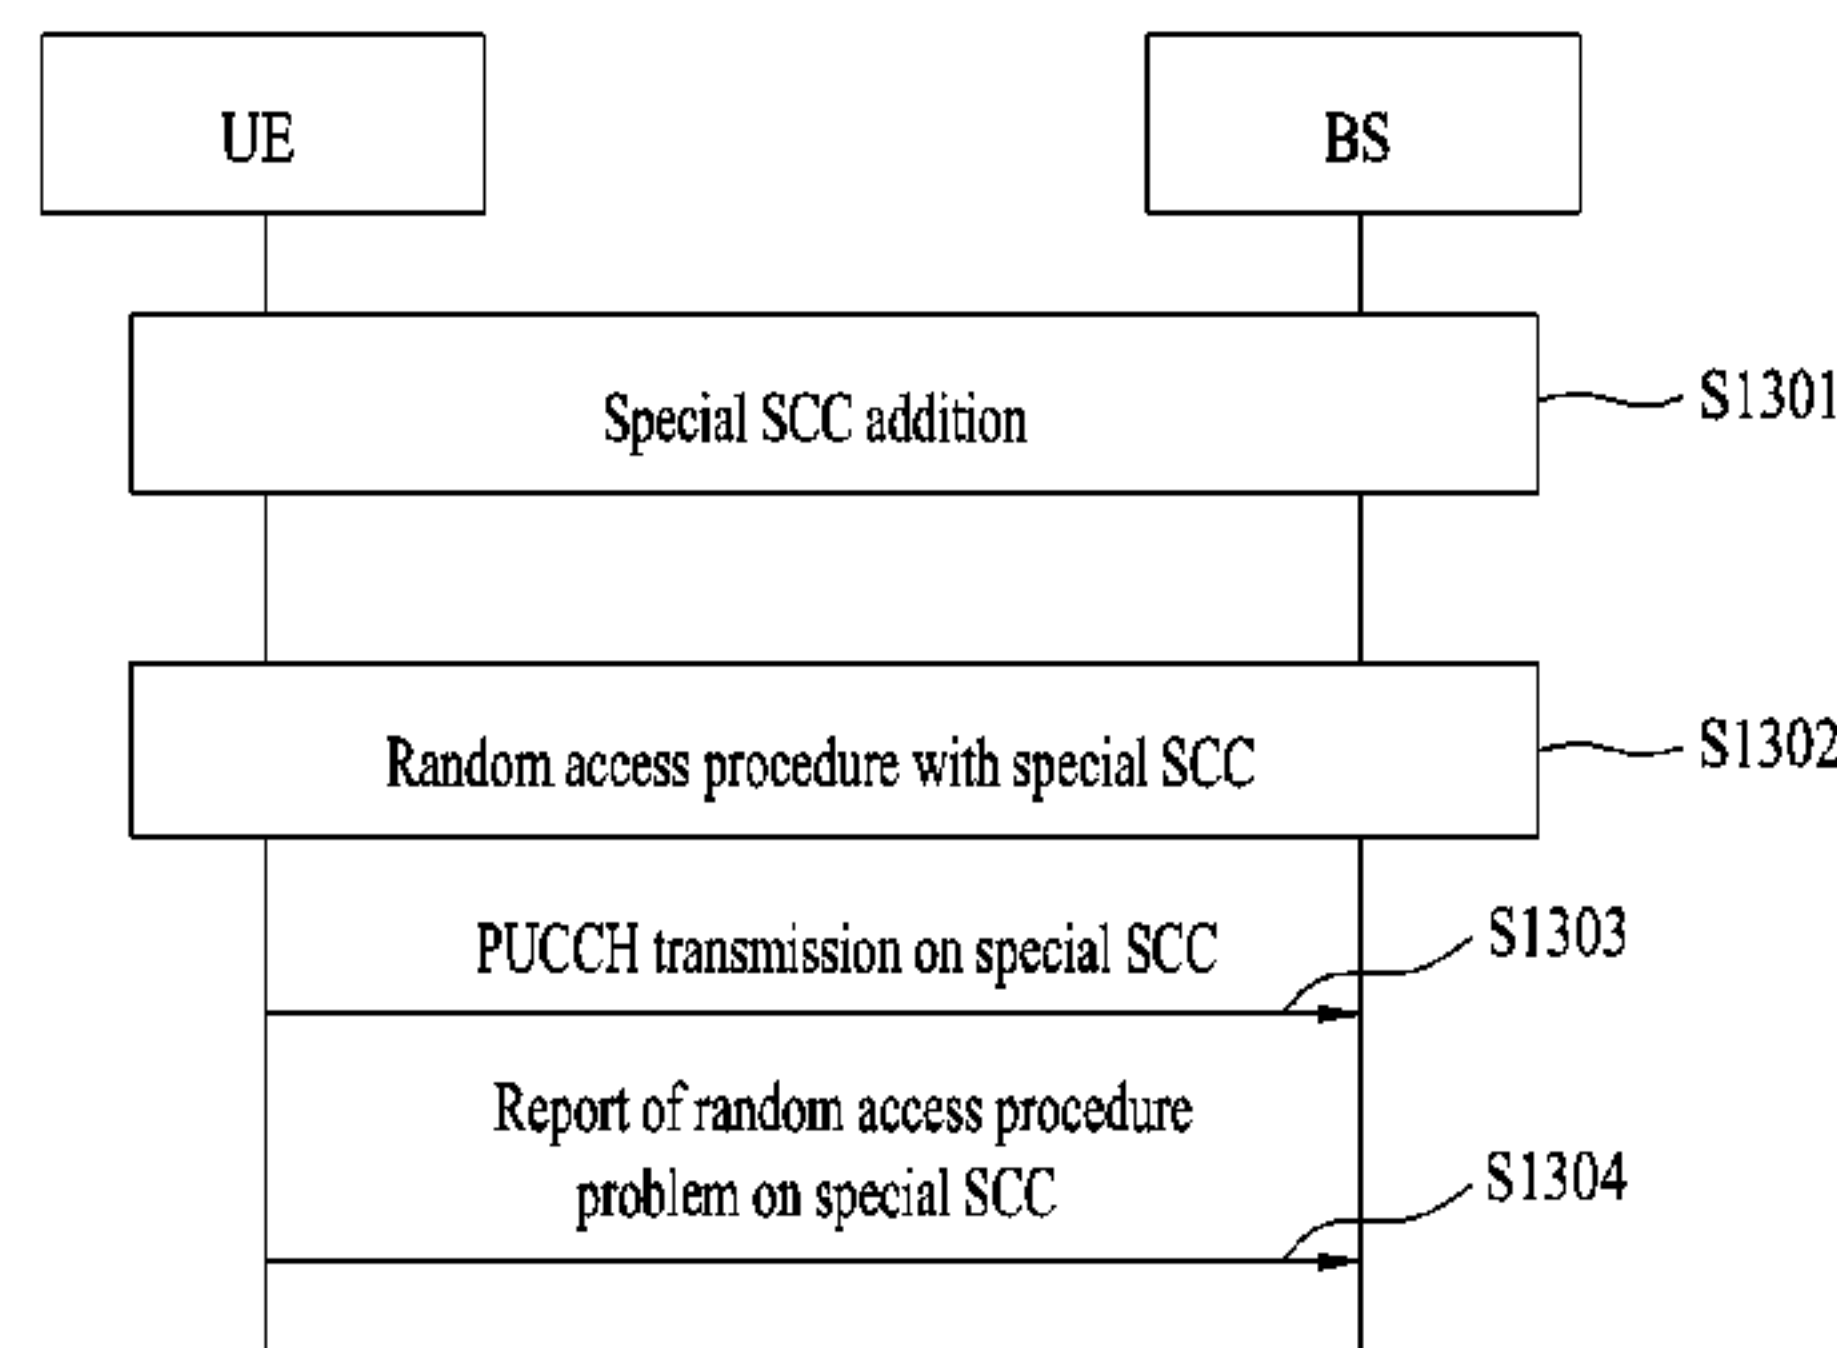 UE
BS
Special SCC addition
S1301
Random access procedure with special SCC
S1302
PUCCH transmission on special SCC
S1303
Report of random access procedure
problem on special SCC
S1304